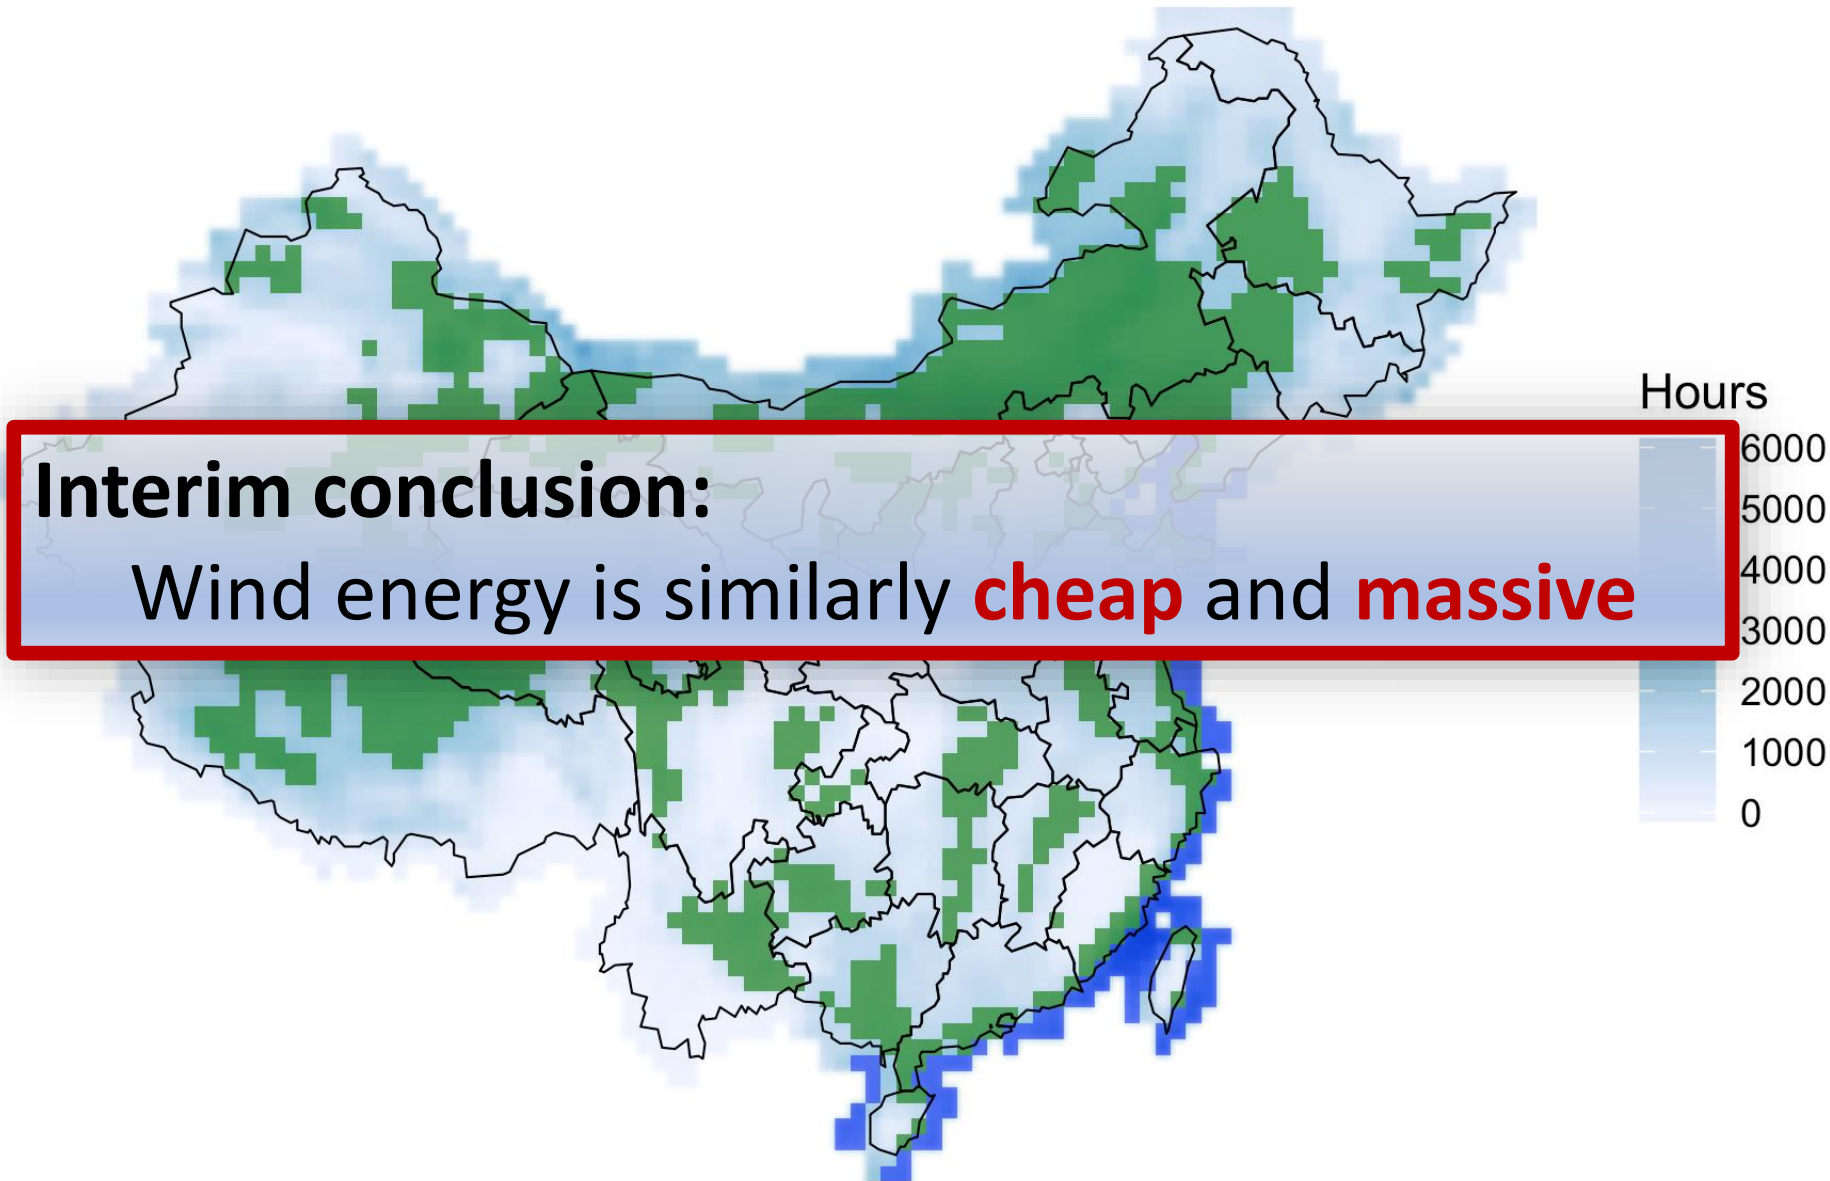 Hours
6000
Interim conclusion:
5000
4000
Wind energy is similarly cheap and massive
3000
2000
1000
0